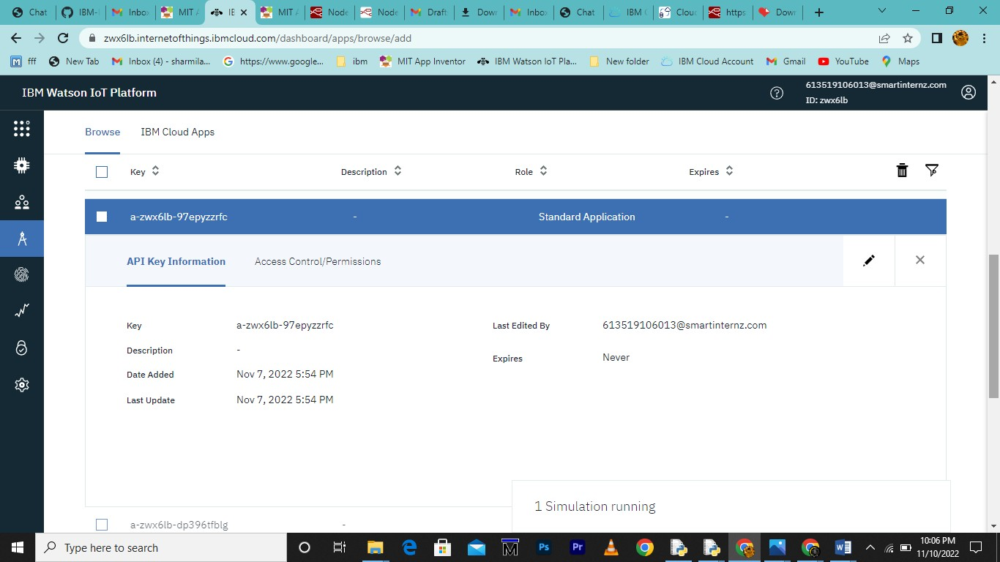 Chat IBM- Inbo MIT A IE MIT A Node Node Draft Dow Inbo Chat IBM C Clou https Dow
zwx6lb.internetofthings.ibmcloud.com/dashboard/apps/browse/add
fff New Tab Inbox (4) - sharmila... https://www.google... ibm MIT App Inventor IBM Watson IoT Pla... New folder IBM Cloud Account Gmail YouTube Maps
IBM Watson IoT Platform
613519106013@smartinternz.com
ID: zwx6lb
Browse IBM Cloud Apps
Key Description Role Expires
a-zwx6lb-97epyzzrfc - Standard Application -
API Key Information Access Control/Permissions
Key a-zwx6lb-97epyzzrfc Last Edited By 613519106013@smartinternz.com
Description - Expires Never
Date Added Nov 7, 2022 5:54 PM
Last Update Nov 7, 2022 5:54 PM
1 Simulation running
a-zwx6lb-dp396tfblg -
Type here to search
Ps Pr
10:06 PM
11/10/2022